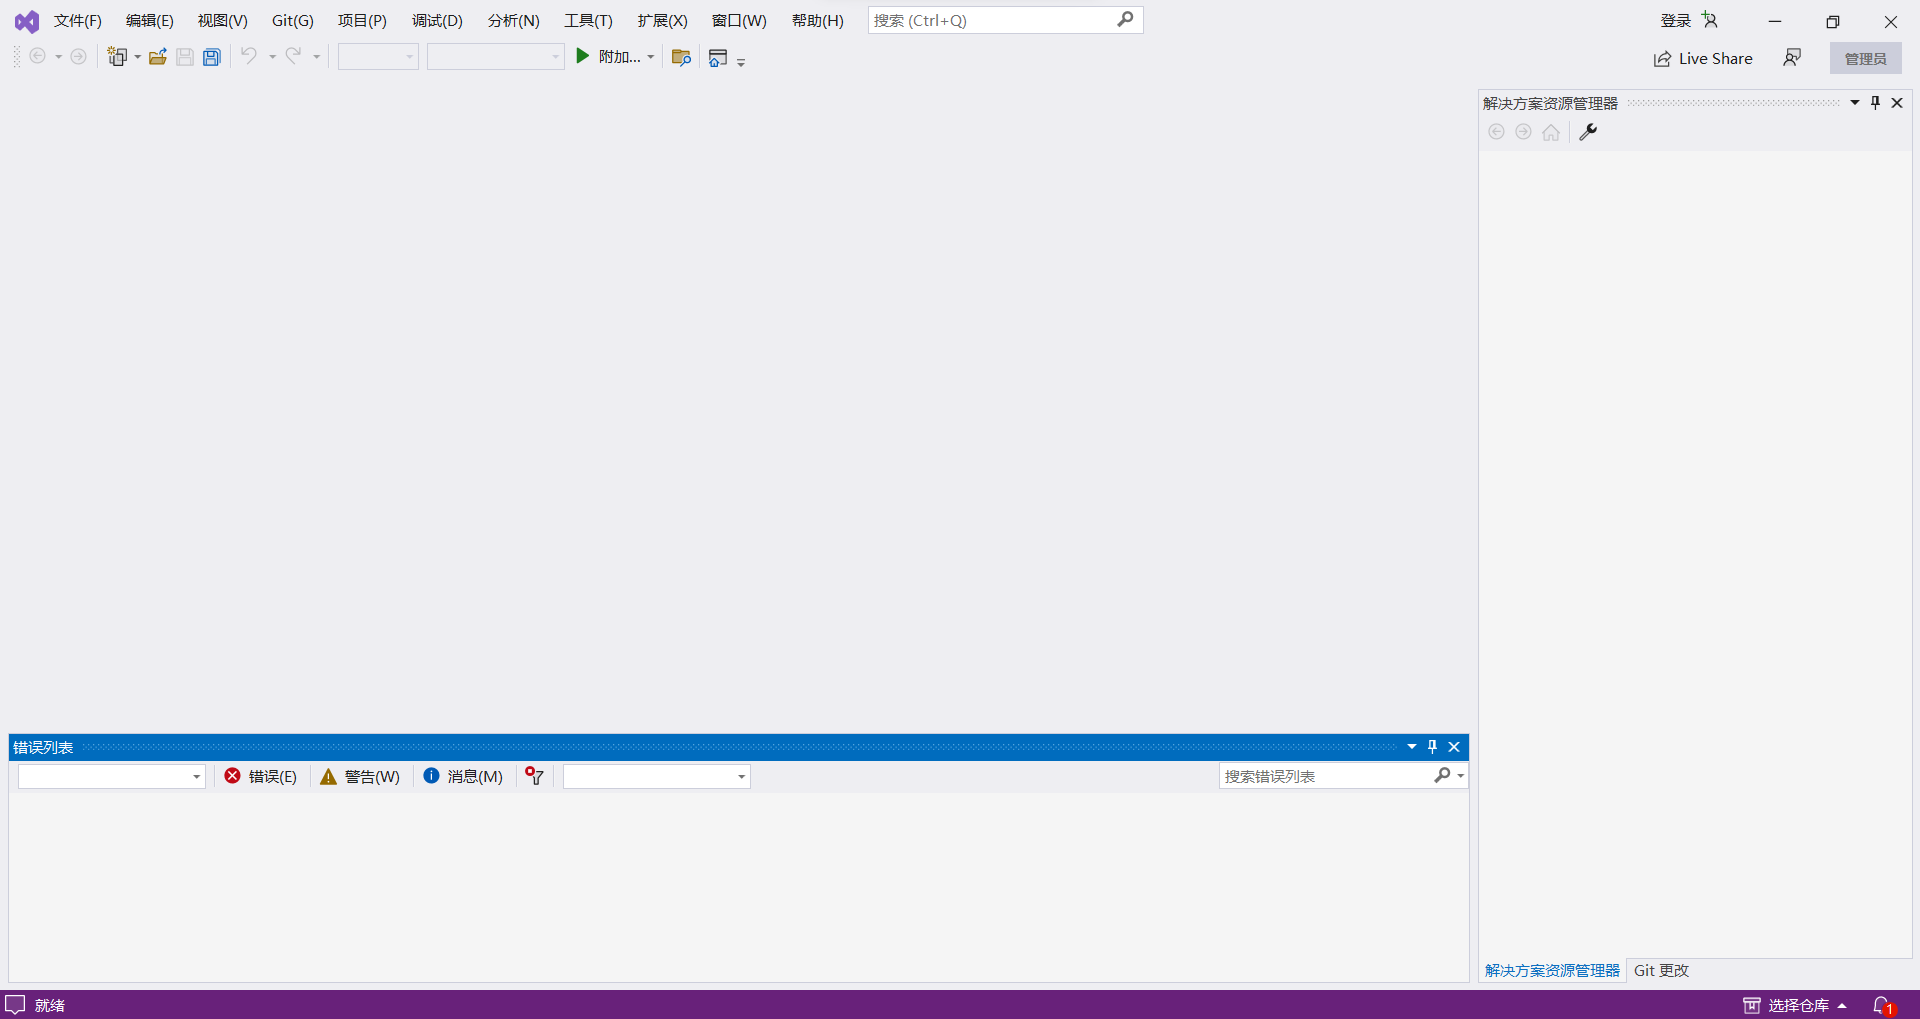 文件(F) 编辑(E) 视图(V) Git(G) 项目(P) 调试(D) 分析(N) 工具(T) 扩展(X) 窗口(W) 帮助(H) 搜索 (Ctrl+Q) 登录
附加... Live Share 管理员
解决方案资源管理器
错误列表
错误(E) 警告(W) 消息(M) 搜索错误列表
解决方案资源管理器 Git 更改
就绪 选择仓库 1